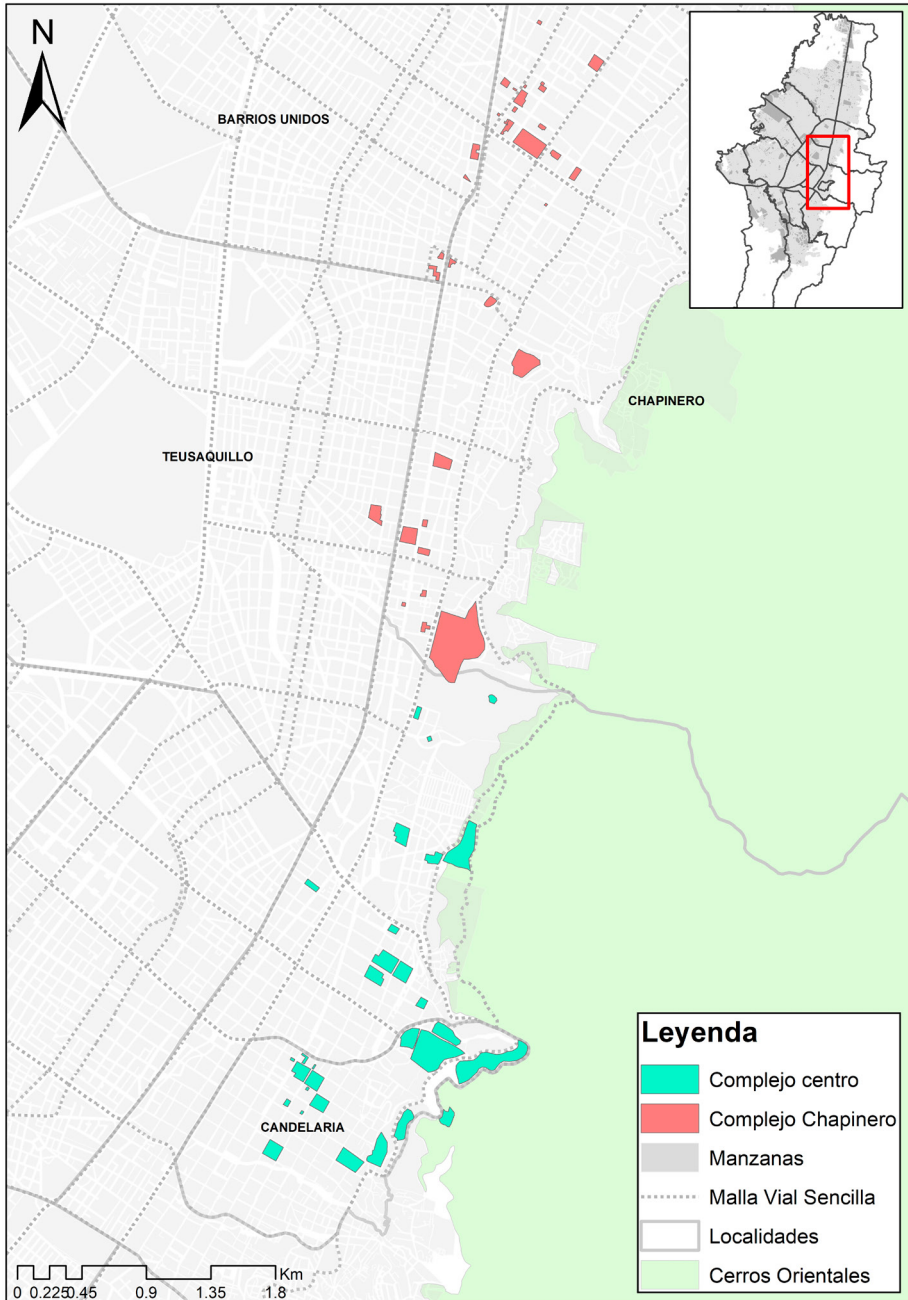 N
BARRIOS UNIDOS
CHAPINERO
TEUSAQUILLO
CANDELARIA
Leyenda
Complejo centro
Complejo Chapinero
Manzanas
Malla Vial Sencilla
Localidades
Cerros Orientales
Km
0 0.225 0.45 0.9 1.35 1.8